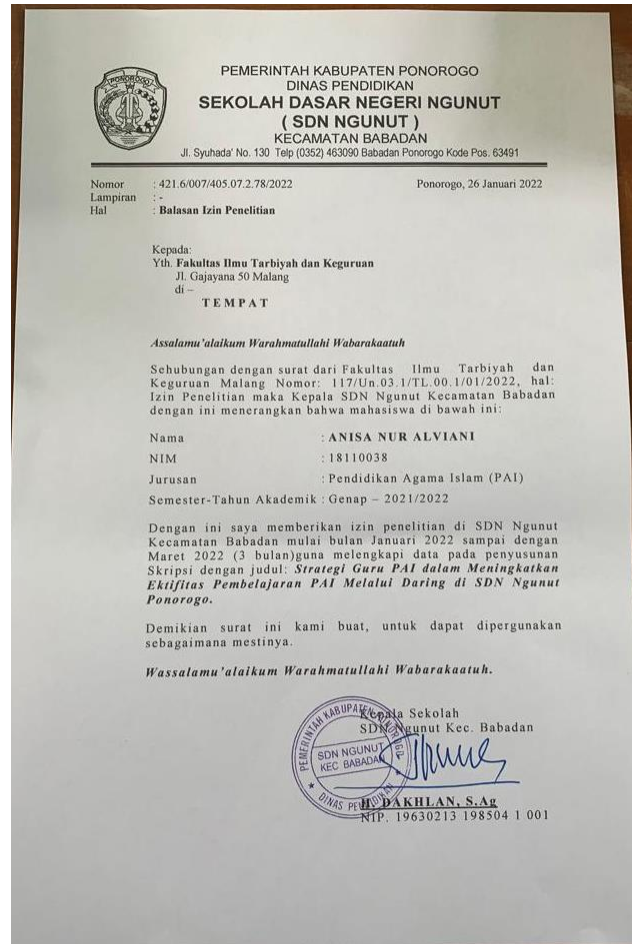 PONOROGO
PEMERINTAH KABUPATEN PONOROGO
DINAS PENDIDIKAN
SEKOLAH DASAR NEGERI NGUNUT
( SDN NGUNUT )
KECAMATAN BABADAN
Jl. Syuhada' No. 130 Telp (0352) 463090 Babadan Ponorogo Kode Pos. 63491
Nomor : 421.6/007/405.07.2.78/2022 Ponorogo, 26 Januari 2022
Lampiran : -
Hal : Balasan Izin Penelitian
Kepada:
Yth. Fakultas Ilmu Tarbiyah dan Keguruan
Jl. Gajayana 50 Malang
di –
TEMPAT
Assalamu'alaikum Warahmatullahi Wabarakaatuh
Sehubungan dengan surat dari Fakultas Ilmu Tarbiyah dan
Keguruan Malang Nomor: 117/Un.03.1/TL.00.1/01/2022, hal:
Izin Penelitian maka Kepala SDN Ngunut Kecamatan Babadan
dengan ini menerangkan bahwa mahasiswa di bawah ini:
Nama : ANISA NUR ALVIANI
NIM : 18110038
Jurusan : Pendidikan Agama Islam (PAI)
Semester-Tahun Akademik : Genap – 2021/2022
Dengan ini saya memberikan izin penelitian di SDN Ngunut
Kecamatan Babadan mulai bulan Januari 2022 sampai dengan
Maret 2022 (3 bulan)guna melengkapi data pada penyusunan
Skripsi dengan judul: Strategi Guru PAI dalam Meningkatkan
Ektifitas Pembelajaran PAI Melalui Daring di SDN Ngunut
Ponorogo.
Demikian surat ini kami buat, untuk dapat dipergunakan
sebagaimana mestinya.
Wassalamu'alaikum Warahmatullahi Wabarakaatuh.
Kepala Sekolah
SDN Ngunut Kec. Babadan
PEMERINTAH KABUPATEN PONOROGO
SDN NGUNUT
KEC BABADAN
DINAS PENDIDIKAN
H. DAKHLAN, S.Ag
NIP. 19630213 198504 1 001